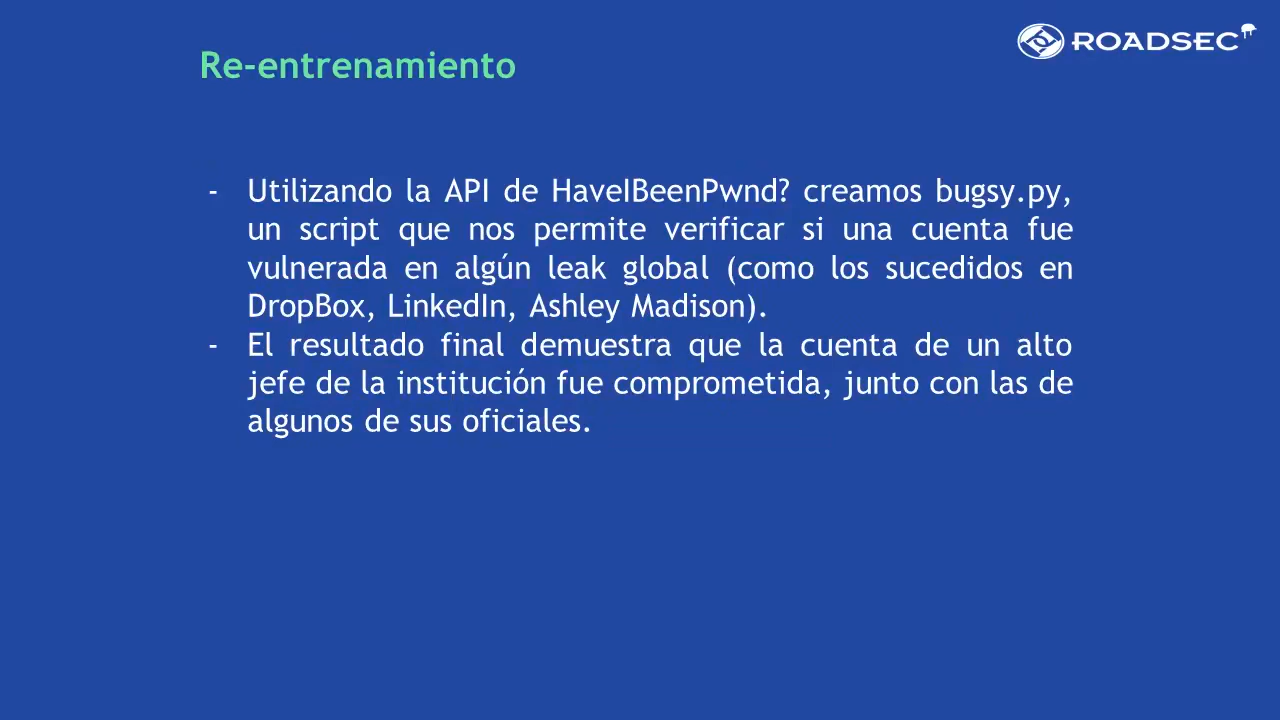 Re-entrenamiento
ROADSEC
- Utilizando la API de HaveIBeenPwnd? creamos bugsy.py,
un script que nos permite verificar si una cuenta fue
vulnerada en algún leak global (como los sucedidos en
DropBox, LinkedIn, Ashley Madison).
- El resultado final demuestra que la cuenta de un alto
jefe de la institución fue comprometida, junto con las de
algunos de sus oficiales.